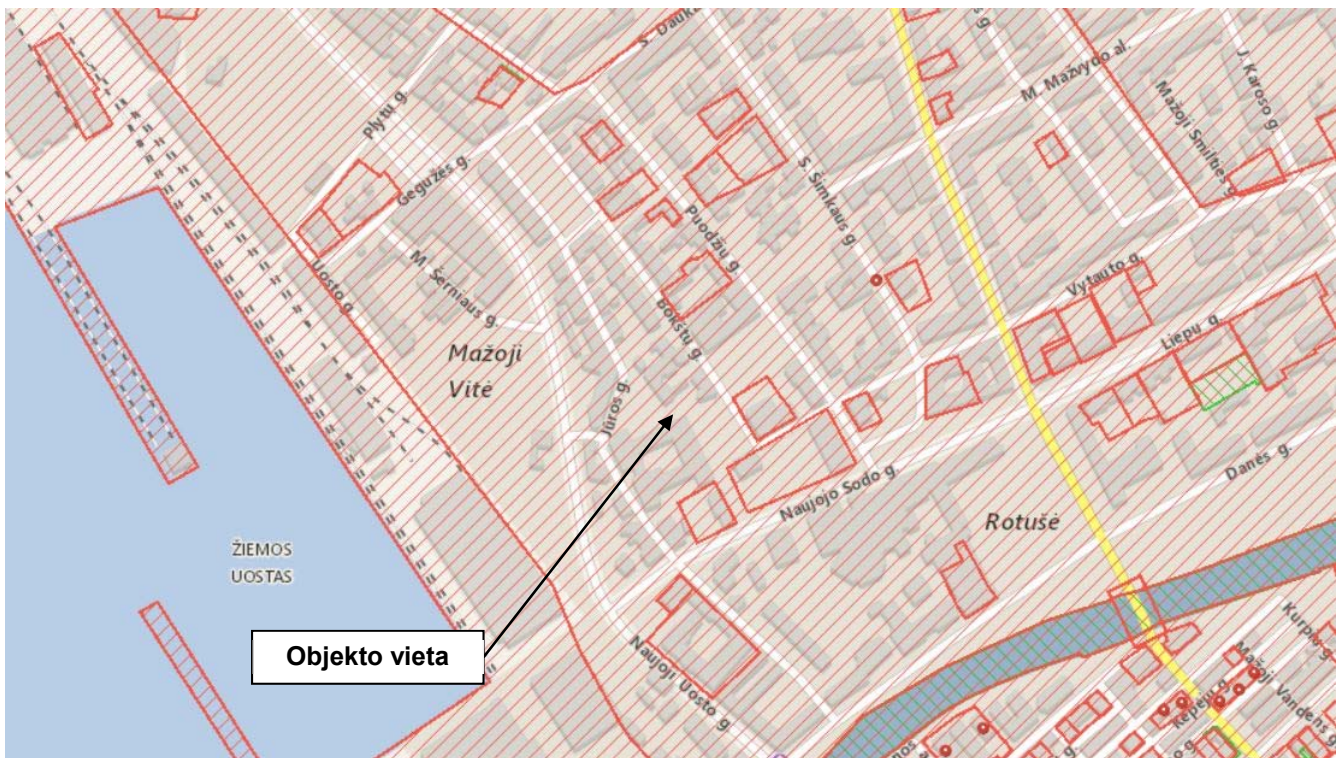 S. Dauka
M. Mažvydo al.
J. Karoso g.
Mažoji Smilties g.
Plytų g.
Gegužės g.
S. Šimkaus g.
Puodžių g.
Uosto g.
M. Šerniaus g.
Vytauto g.
Liepų g.
Bokštų g.
Mažoji
Vitė
Jūros g.
Danės g.
Naujojo Sodo g.
Rotušė
ŽIEMOS
UOSTAS
Objekto vieta
Naujoji Uosto g.
Kurpių g.
Mažoji Vandens g.
Kepėjų g.